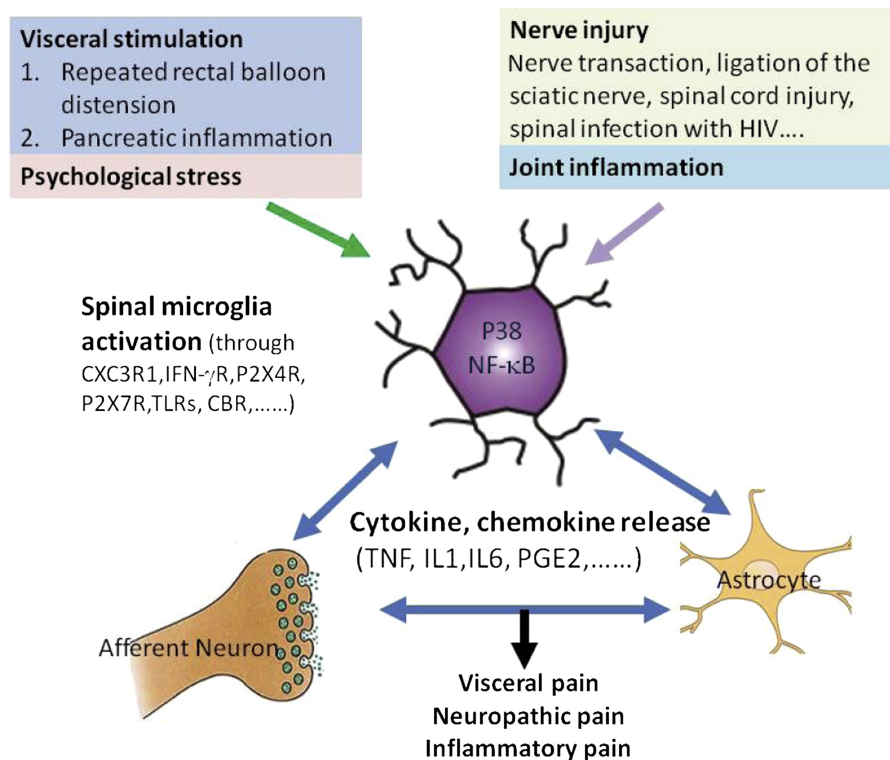 Visceral stimulation
1. Repeated rectal balloon
distension
2. Pancreatic inflammation
Psychological stress
Nerve injury
Nerve transaction, ligation of the
sciatic nerve, spinal cord injury,
spinal infection with HIV....
Joint inflammation
Spinal microglia
activation (through
CXC3R1,IFN-γR,P2X4R,
P2X7R,TLRs, CBR,......)
P38
NF-κB
Cytokine, chemokine release
(TNF, IL1,IL6, PGE2,......)
Astrocyte
Afferent Neuron
Visceral pain
Neuropathic pain
Inflammatory pain